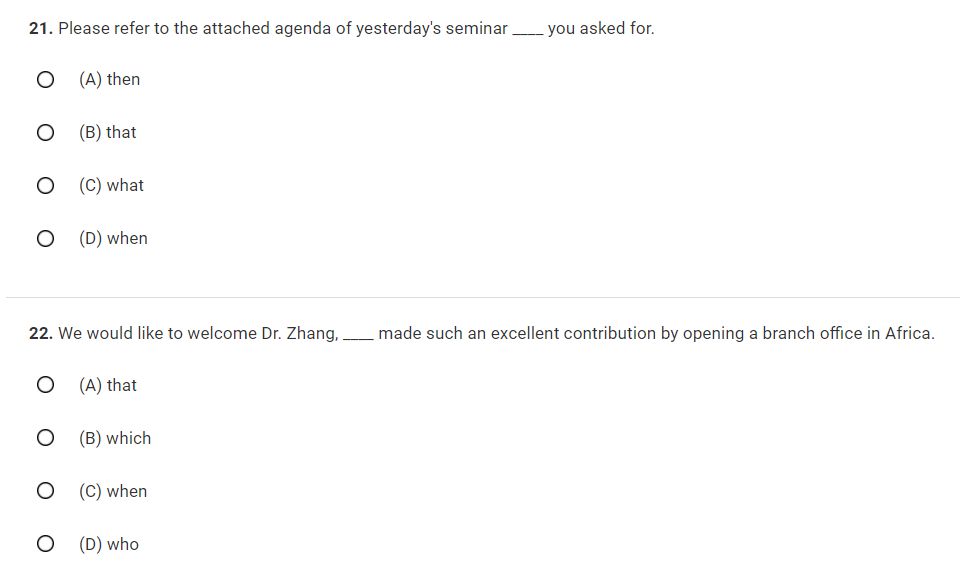 21. Please refer to the attached agenda of yesterday's seminar ____ you asked for.
(A) then
(B) that
(C) what
(D) when
22. We would like to welcome Dr. Zhang, ____ made such an excellent contribution by opening a branch office in Africa.
(A) that
(B) which
(C) when
(D) who